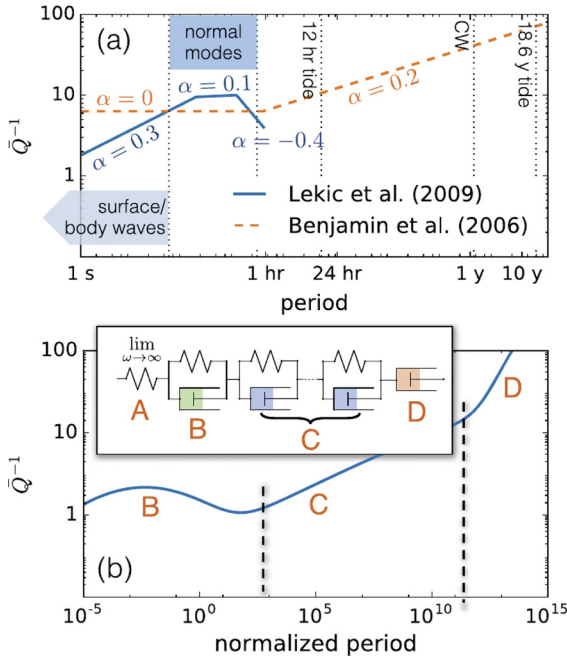 100
(a)
normal
modes
12 hr tide
CW
18.6 y tide
α = 0.1
α = 0.2
α = 0
10
α = 0.3
α = −0.4
Q̄⁻¹
1
Lekic et al. (2009)
surface/
body waves
Benjamin et al. (2006)
1 s
1 hr
24 hr
1 y
10 y
period
100
lim
ω→∞
A
B
C
D
D
10
Q̄⁻¹
1
B
C
(b)
10⁻⁵
10⁰
10⁵
10¹⁰
10¹⁵
normalized period